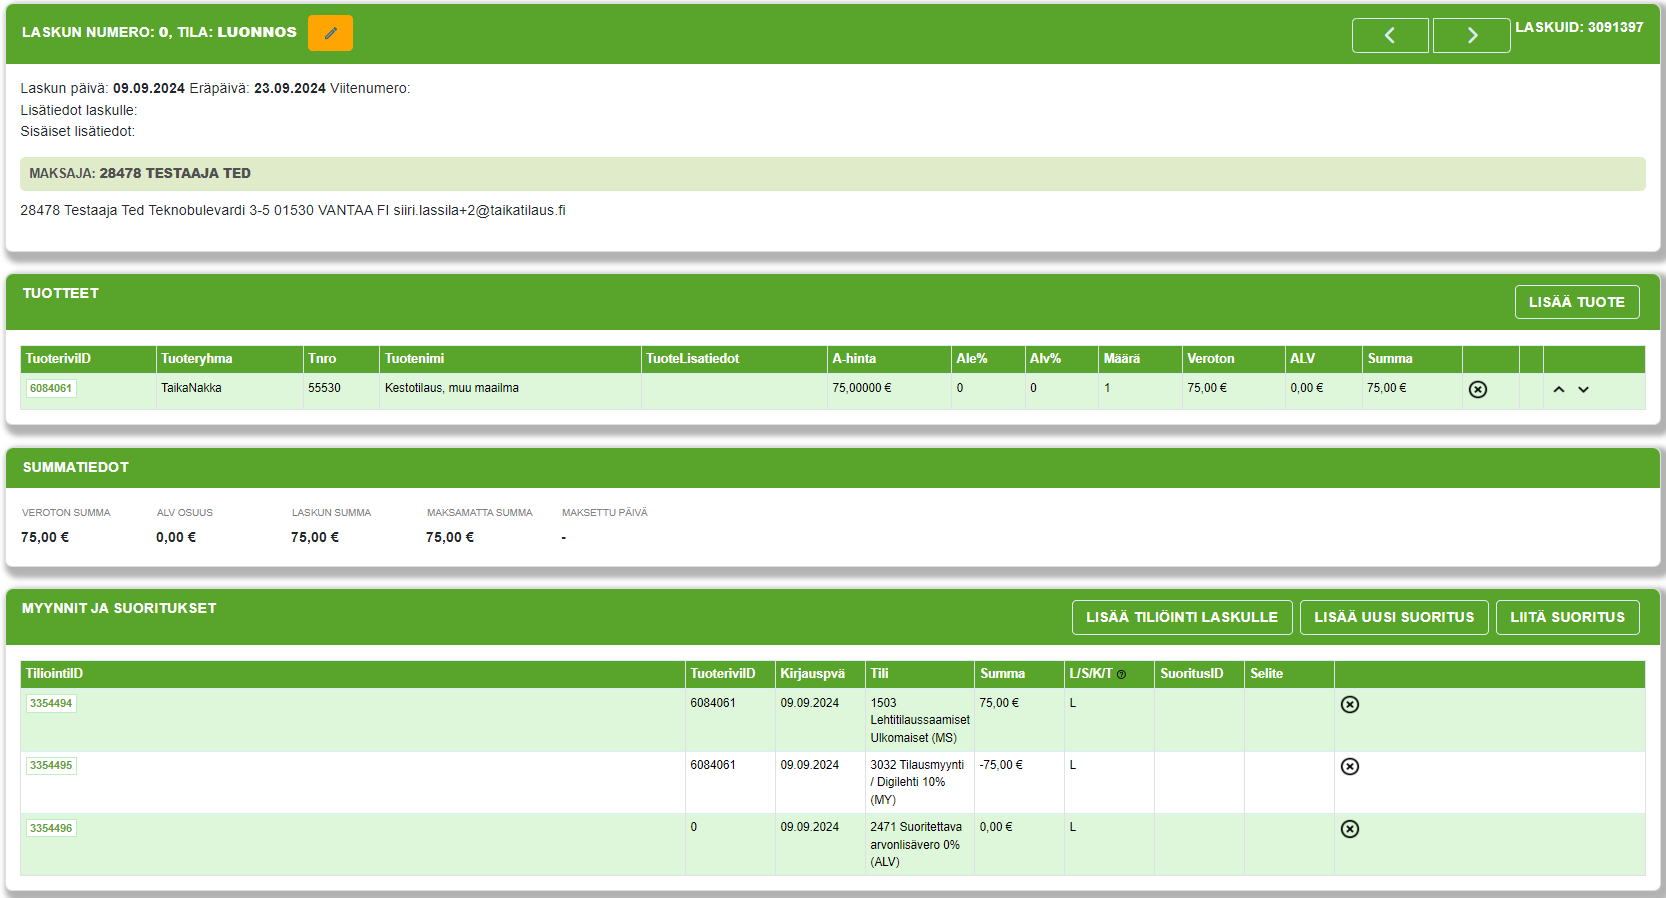 LASKUN NUMERO: 0, TILA: LUONNOS
LASKUID: 3091397
Laskun päivä: 09.09.2024 Eräpäivä: 23.09.2024 Viitenumero:
Lisätiedot laskulle:
Sisäiset lisätiedot:
MAKSAJA: 28478 TESTAAJA TED
28478 Testaaja Ted Teknobulevardi 3-5 01530 VANTAA FI siiri.lassila+2@taikatilaus.fi
TUOTTEET
LISÄÄ TUOTE
TuoteriviID Tuoteryhma Tnro Tuotenimi TuoteLisatiedot A-hinta Ale% Alv% Määrä Veroton ALV Summa
6084061 TaikaNakka 55530 Kestotilaus, muu maailma 75,00000 € 0 0 1 75,00 € 0,00 € 75,00 €
SUMMATIEDOT
VEROTON SUMMA ALV OSUUS LASKUN SUMMA MAKSAMATTA SUMMA MAKSETTU PÄIVÄ
75,00 € 0,00 € 75,00 € 75,00 € -
MYYNNIT JA SUORITUKSET
LISÄÄ TILIÖINTI LASKULLE LISÄÄ UUSI SUORITUS LIITÄ SUORITUS
TiliointiID TuoteriviID Kirjauspvä Tili Summa L/S/K/T SuoritusID Selite
3354494 6084061 09.09.2024 1503 75,00 € L
Lehtitilaussaamiset
Ulkomaiset (MS)
3354495 6084061 09.09.2024 3032 Tilausmyynti -75,00 € L
/ Digilehti 10%
(MY)
3354496 0 09.09.2024 2471 Suoritettava 0,00 € L
arvonlisävero 0%
(ALV)